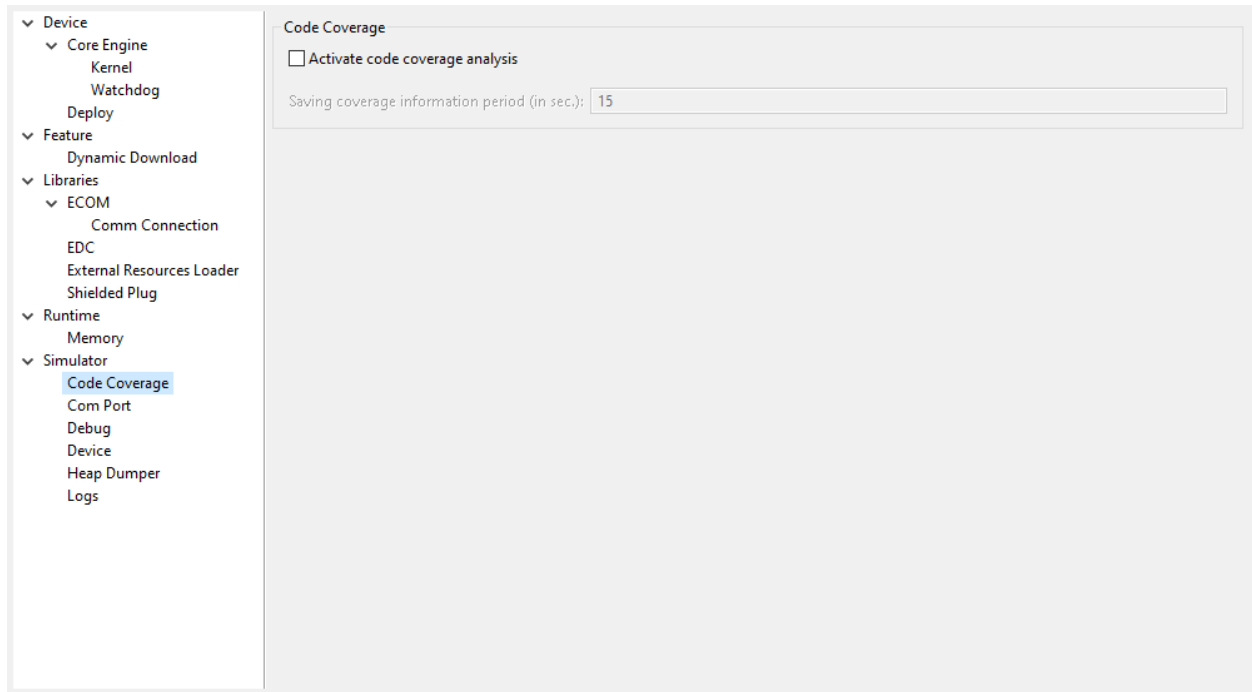 Device
Core Engine
Kernel
Watchdog
Deploy
Feature
Dynamic Download
Libraries
ECOM
Comm Connection
EDC
External Resources Loader
Shielded Plug
Runtime
Memory
Simulator
Code Coverage
Com Port
Debug
Device
Heap Dumper
Logs
Code Coverage
Activate code coverage analysis
Saving coverage information period (in sec.): 15